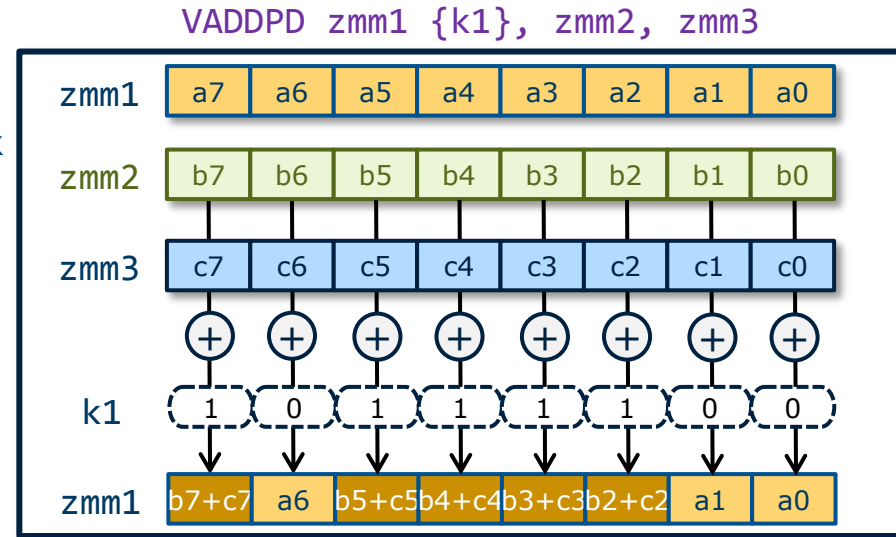 VADDPD zmm1 {k1}, zmm2, zmm3
zmm1 a7 a6 a5 a4 a3 a2 a1 a0
k
zmm2 b7 b6 b5 b4 b3 b2 b1 b0
zmm3 c7 c6 c5 c4 c3 c2 c1 c0
+ + + + + + + +
k1 1 0 1 1 1 1 0 0
zmm1 b7+c7 a6 b5+c5 b4+c4 b3+c3 b2+c2 a1 a0